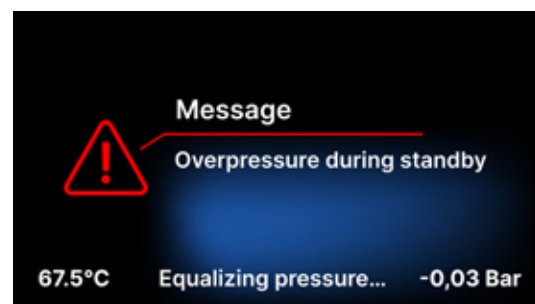 Message
Overpressure during standby
67.5°C Equalizing pressure... -0,03 Bar